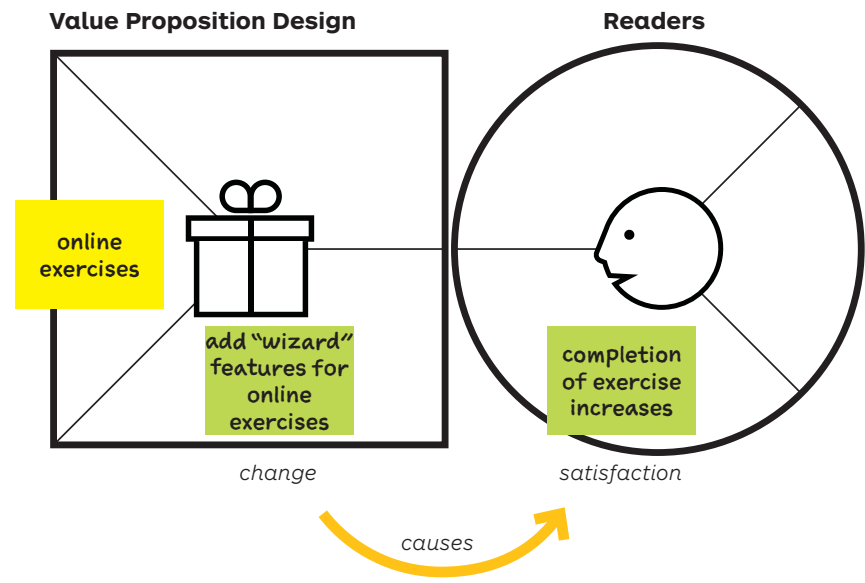 Value Proposition Design
Readers
online
exercises
add “wizard”
features for
online
exercises
completion
of exercise
increases
change
satisfaction
causes